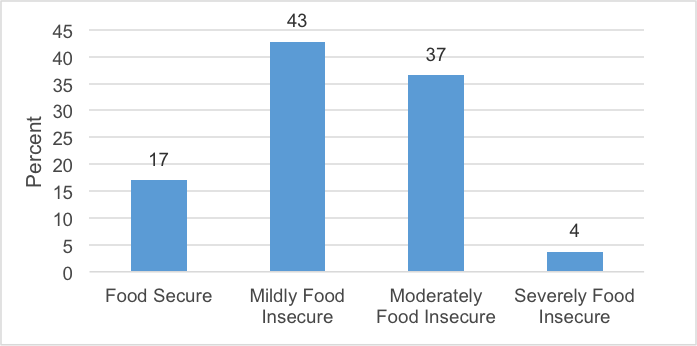 Percent
45
40
35
30
25
20
15
10
5
0
17
43
37
4
Food Secure
Mildly Food
Insecure
Moderately
Food Insecure
Severely Food
Insecure